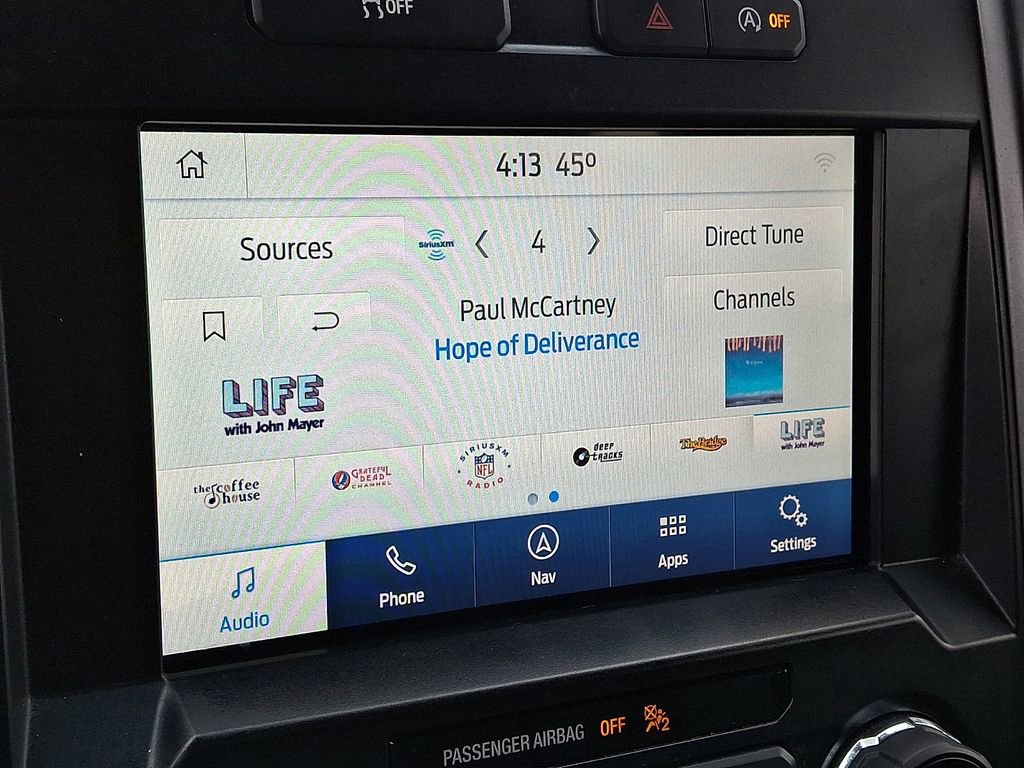 OFF
OFF
4:13 45º
Sources
SiriusXM
4
Direct Tune
Paul McCartney
Hope of Deliverance
Channels
LIFE
with John Mayer
the coffee
house
GRATEFUL
DEAD
CHANNEL
SIRIUSXM
NFL
RADIO
deep
tracks
The Bridge
LIFE
with John Mayer
Audio
Phone
Nav
Apps
Settings
PASSENGER AIRBAG OFF 2